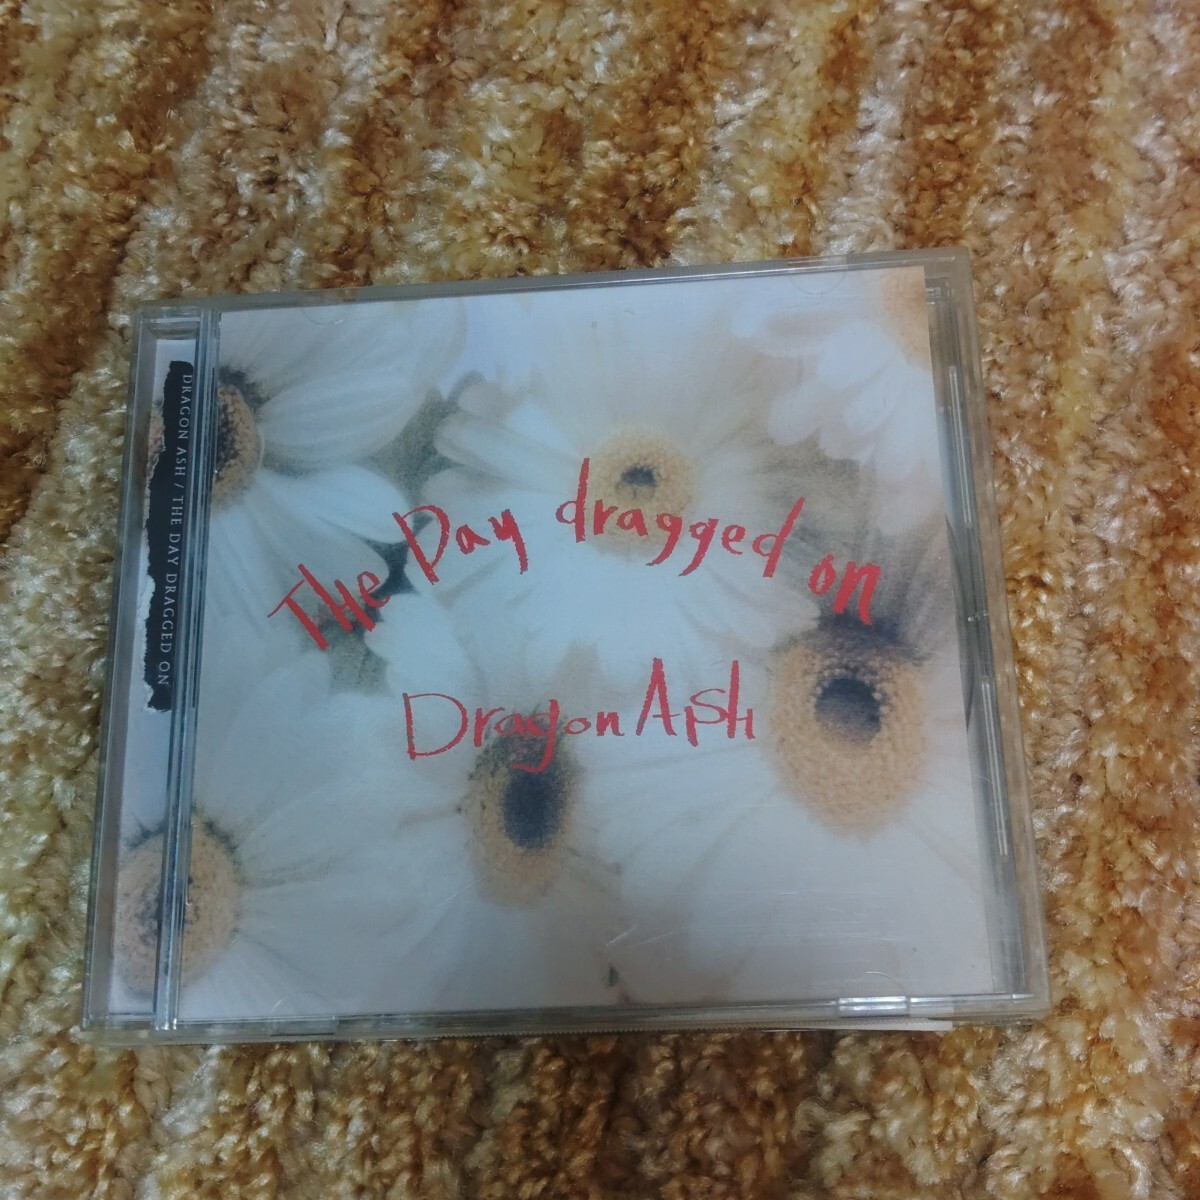 DRAGON ASH / THE DAY DRAGGED ON
THe Day dragged on
Dragon ASh